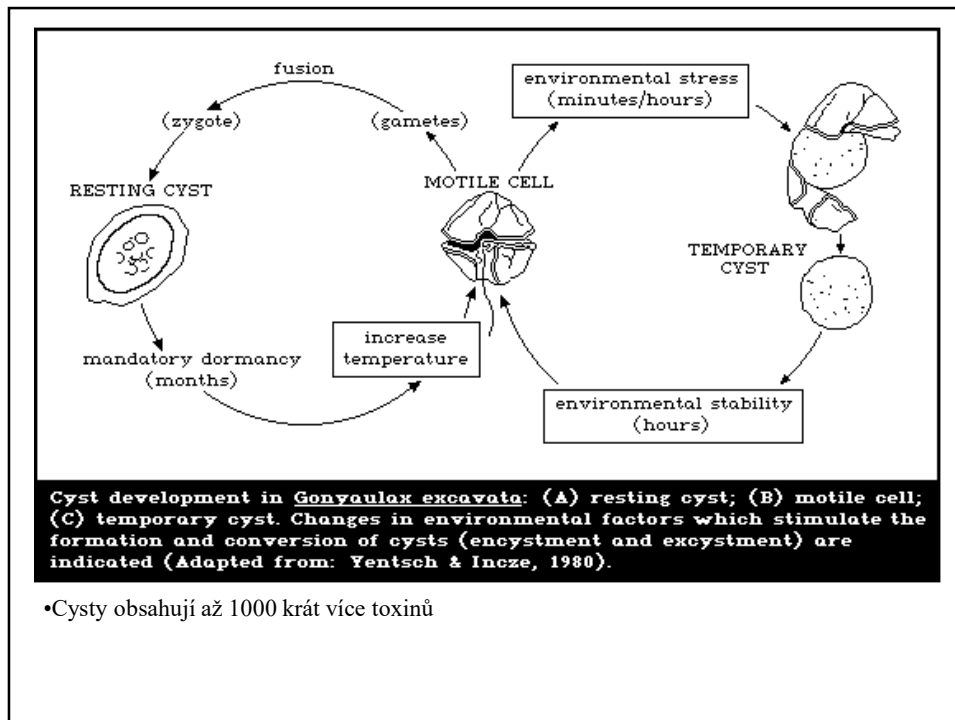 fusion
(zygote)
(gametes)
environmental stress
(minutes/hours)
RESTING CYST
MOTILE CELL
TEMPORARY
CYST
increase
temperature
mandatory dormancy
(months)
environmental stability
(hours)
Cyst development in Gonyaulax excavata: (A) resting cyst; (B) motile cell;
(C) temporary cyst. Changes in environmental factors which stimulate the
formation and conversion of cysts (encystment and excystment) are
indicated (Adapted from: Yentsch & Incze, 1980).
•Cysty obsahují až 1000 krát více toxinů